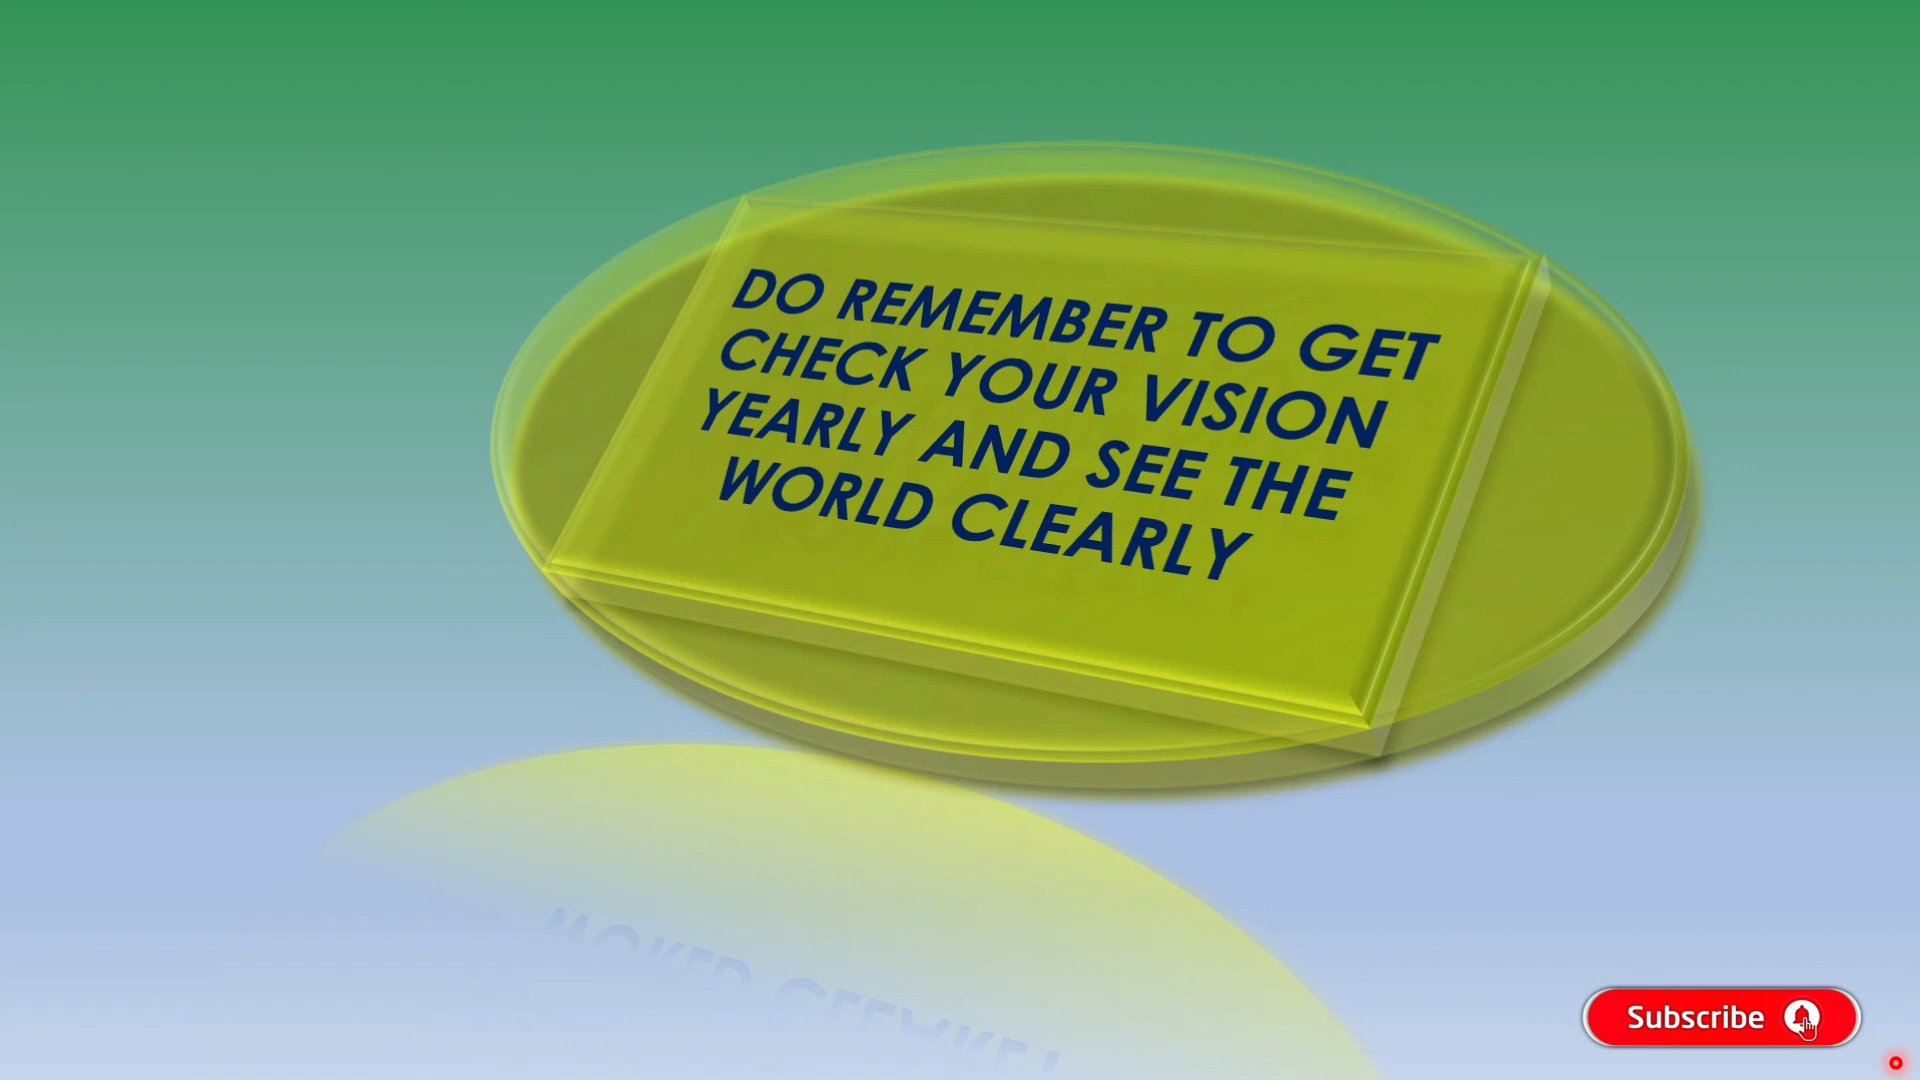 DO REMEMBER TO GET
CHECK YOUR VISION
YEARLY AND SEE THE
WORLD CLEARLY
Subscribe